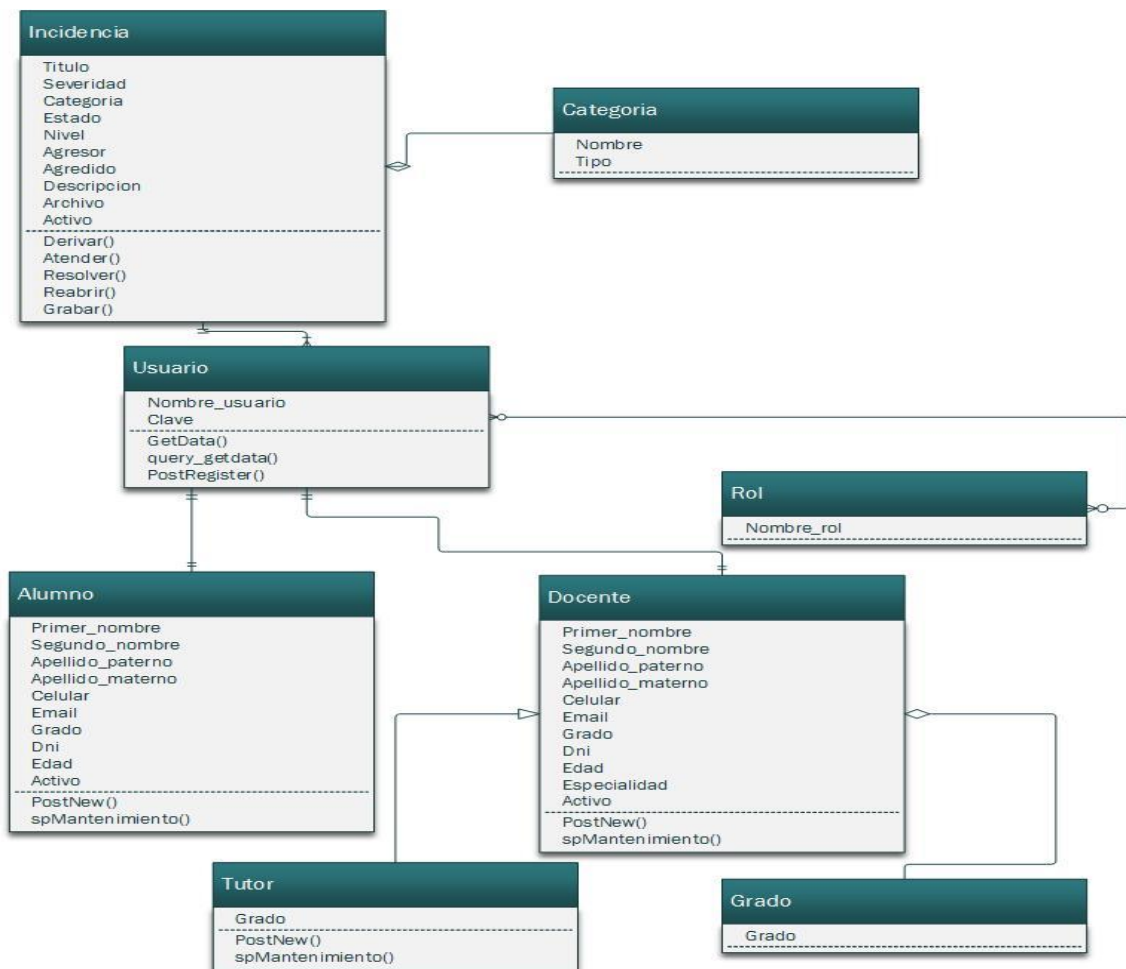 Incidencia
Titulo
Severidad
Categoria
Estado
Nivel
Agresor
Agredido
Descripcion
Archivo
Activo
Derivar()
Atender()
Resolver()
Reabrir()
Grabar()
Categoria
Nombre
Tipo
Usuario
Nombre_usuario
Clave
GetData()
query_getdata()
PostRegister()
Rol
Nombre_rol
Alumno
Primer_nombre
Segundo_nombre
Apellido_paterno
Apellido_materno
Celular
Email
Grado
Dni
Edad
Activo
PostNew()
spMantenimiento()
Docente
Primer_nombre
Segundo_nombre
Apellido_paterno
Apellido_materno
Celular
Email
Grado
Dni
Edad
Especialidad
Activo
PostNew()
spMantenimiento()
Tutor
Grado
PostNew()
spMantenimiento()
Grado
Grado